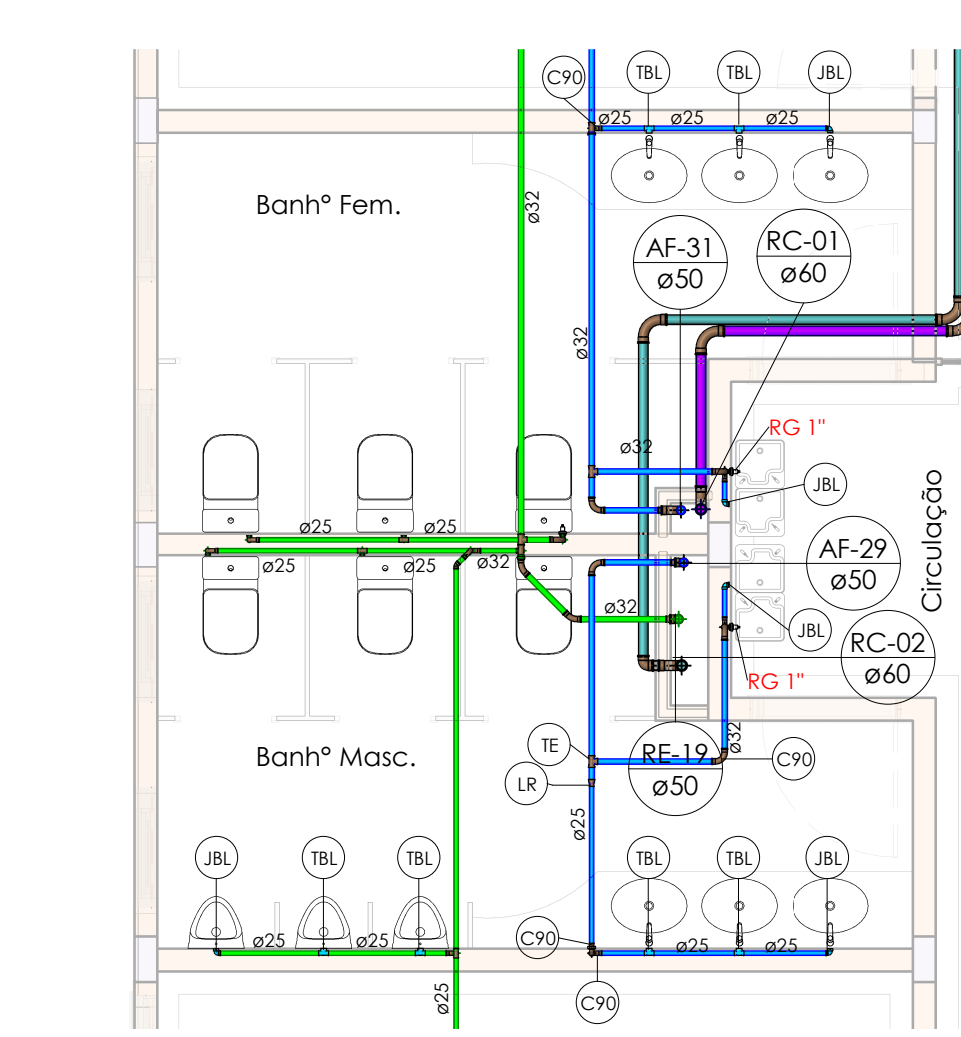 C90
TBL
TBL
JBL
ø25
ø25
ø25
Banhº Fem.
ø32
AF-31
ø50
RC-01
ø60
ø32
ø32
RG 1"
JBL
Circulação
ø25
ø25
ø25
ø25
ø32
AF-29
ø50
ø32
JBL
RC-02
ø60
RG 1"
Banhº Masc.
TE
RE-19
ø50
ø32
C90
LR
ø25
JBL
TBL
TBL
TBL
TBL
JBL
ø25
ø25
C90
ø25
ø25
ø25
C90